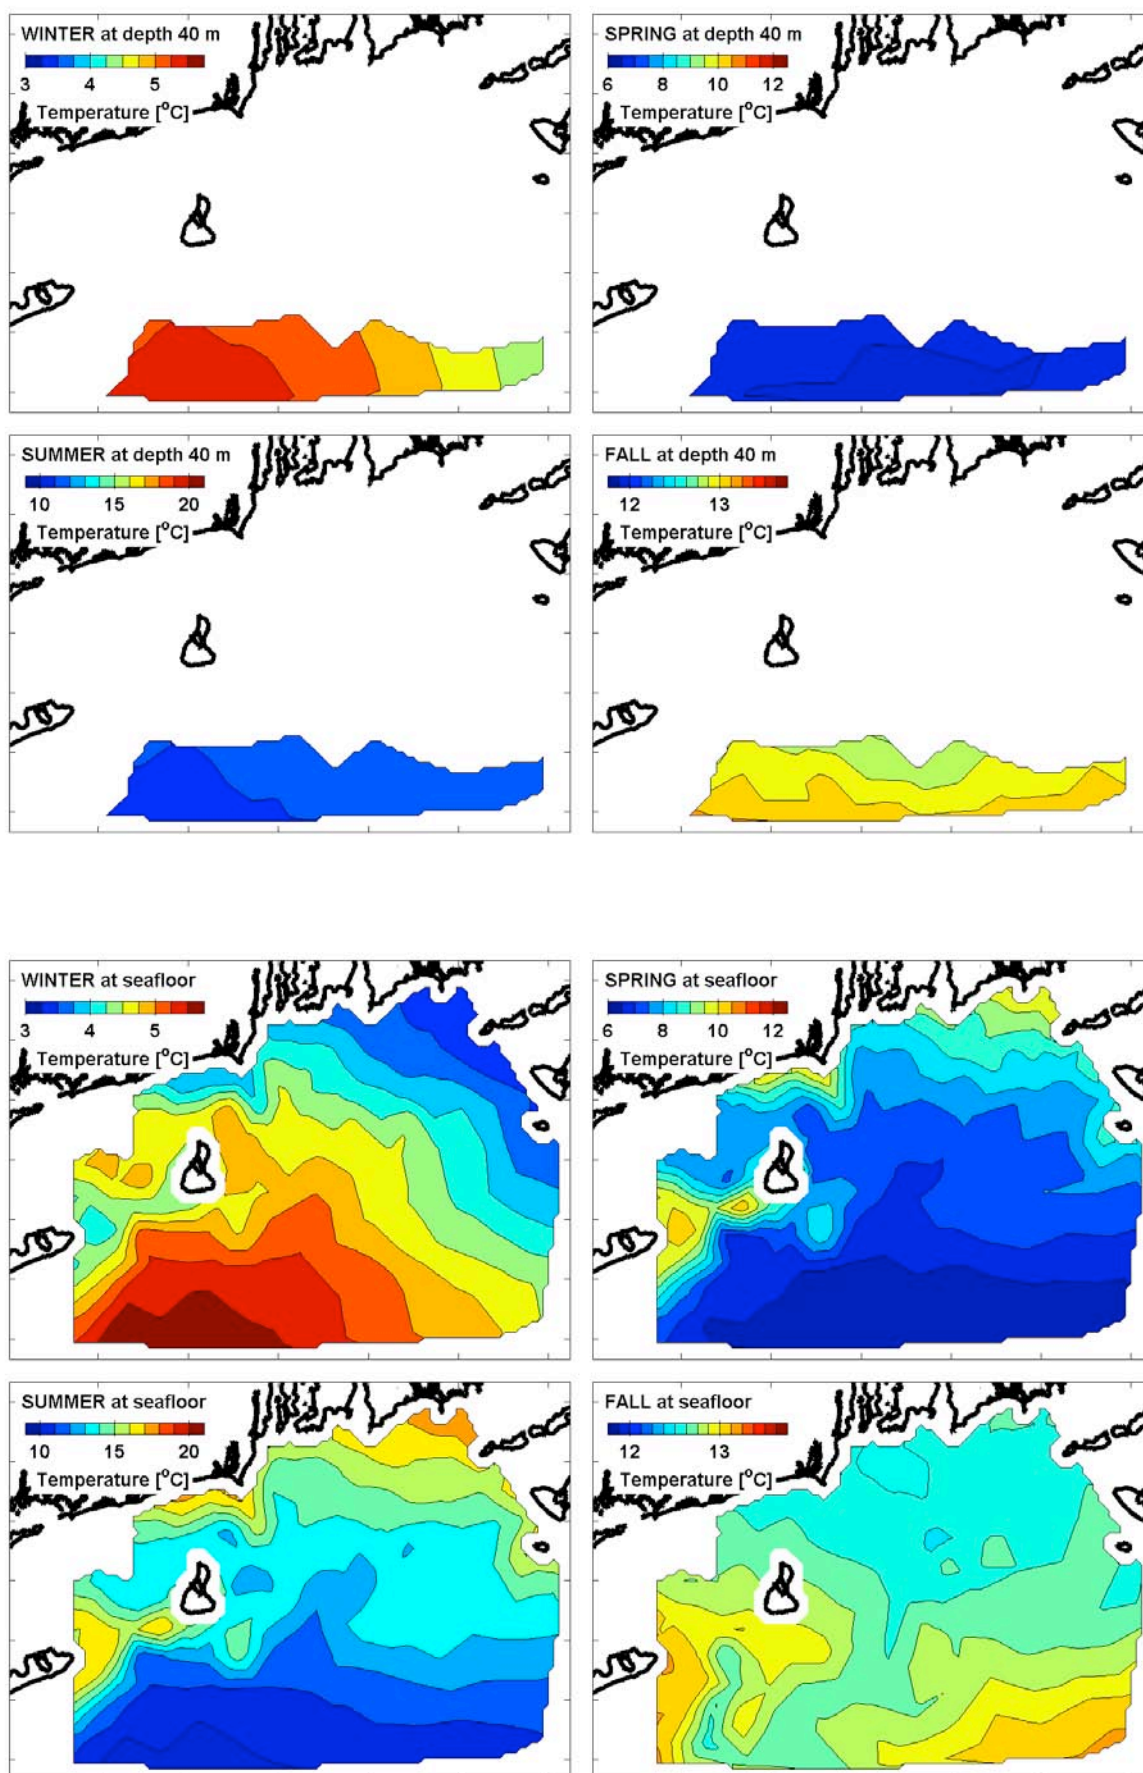 WINTER at depth 40 m
3 4 5
Temperature [°C]
SPRING at depth 40 m
6 8 10 12
Temperature [°C]
SUMMER at depth 40 m
10 15 20
Temperature [°C]
FALL at depth 40 m
12 13
Temperature [°C]
WINTER at seafloor
3 4 5
Temperature [°C]
SPRING at seafloor
6 8 10 12
Temperature [°C]
SUMMER at seafloor
10 15 20
Temperature [°C]
FALL at seafloor
12 13
Temperature [°C]